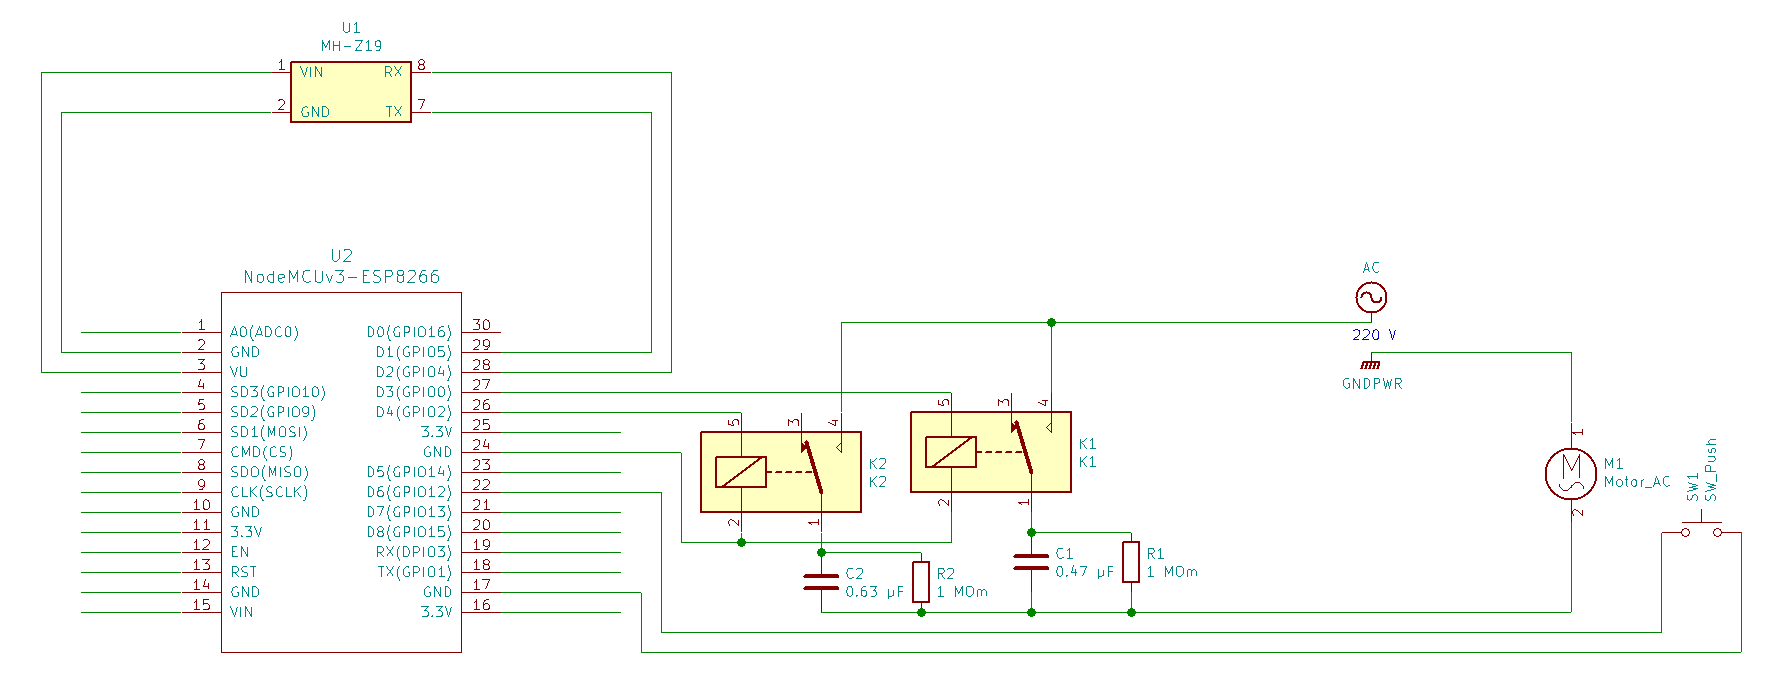 U1
MH-Z19
1 VIN RX 8
2 GND TX 7
U2
NodeMCUv3-ESP8266
1 A0(ADC0) D0(GPIO16) 30
2 GND D1(GPIO5) 29
3 VU D2(GPIO4) 28
4 SD3(GPIO10) D3(GPIO0) 27
5 SD2(GPIO9) D4(GPIO2) 26
6 SD1(MOSI) 3.3V 25
7 CMD(CS) GND 24
8 SD0(MISO) D5(GPIO14) 23
9 CLK(SCLK) D6(GPIO12) 22
10 GND D7(GPIO13) 21
11 3.3V D8(GPIO15) 20
12 EN RX(DPIO3) 19
13 RST TX(GPIO1) 18
14 GND GND 17
15 VIN 3.3V 16
5 3 4
K2
K2
2 1
5 3 4
K1
K1
2 1
C2
0.63 µF
R2
1 MOm
C1
0.47 µF
R1
1 MOm
AC
220 V
GNDPWR
1
M1
Motor_AC
2
SW1
SW_Push